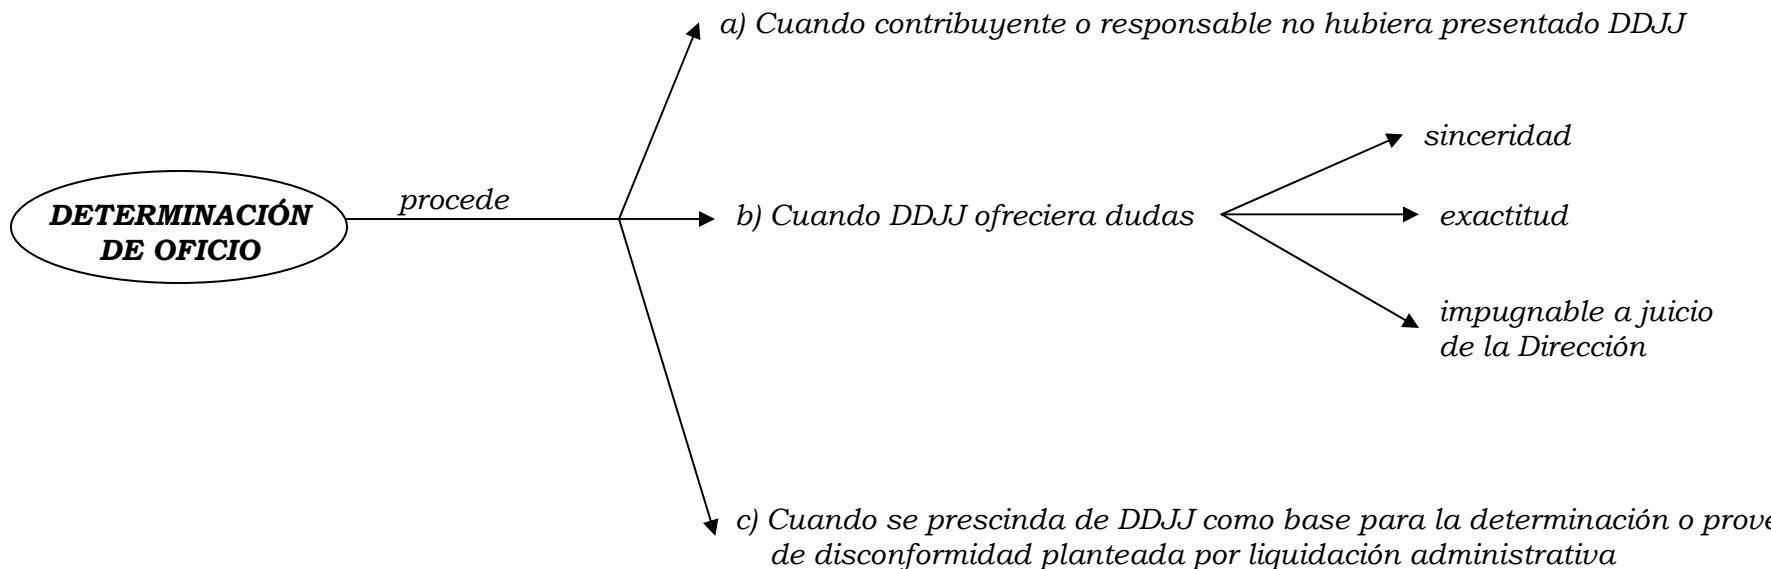 a) Cuando contribuyente o responsable no hubiera presentado DDJJ
sinceridad
DETERMINACIÓN
DE OFICIO
procede
b) Cuando DDJJ ofreciera dudas
exactitud
impugnable a juicio
de la Dirección
c) Cuando se prescinda de DDJJ como base para la determinación o
de disconformidad planteada por liquidación administrativa